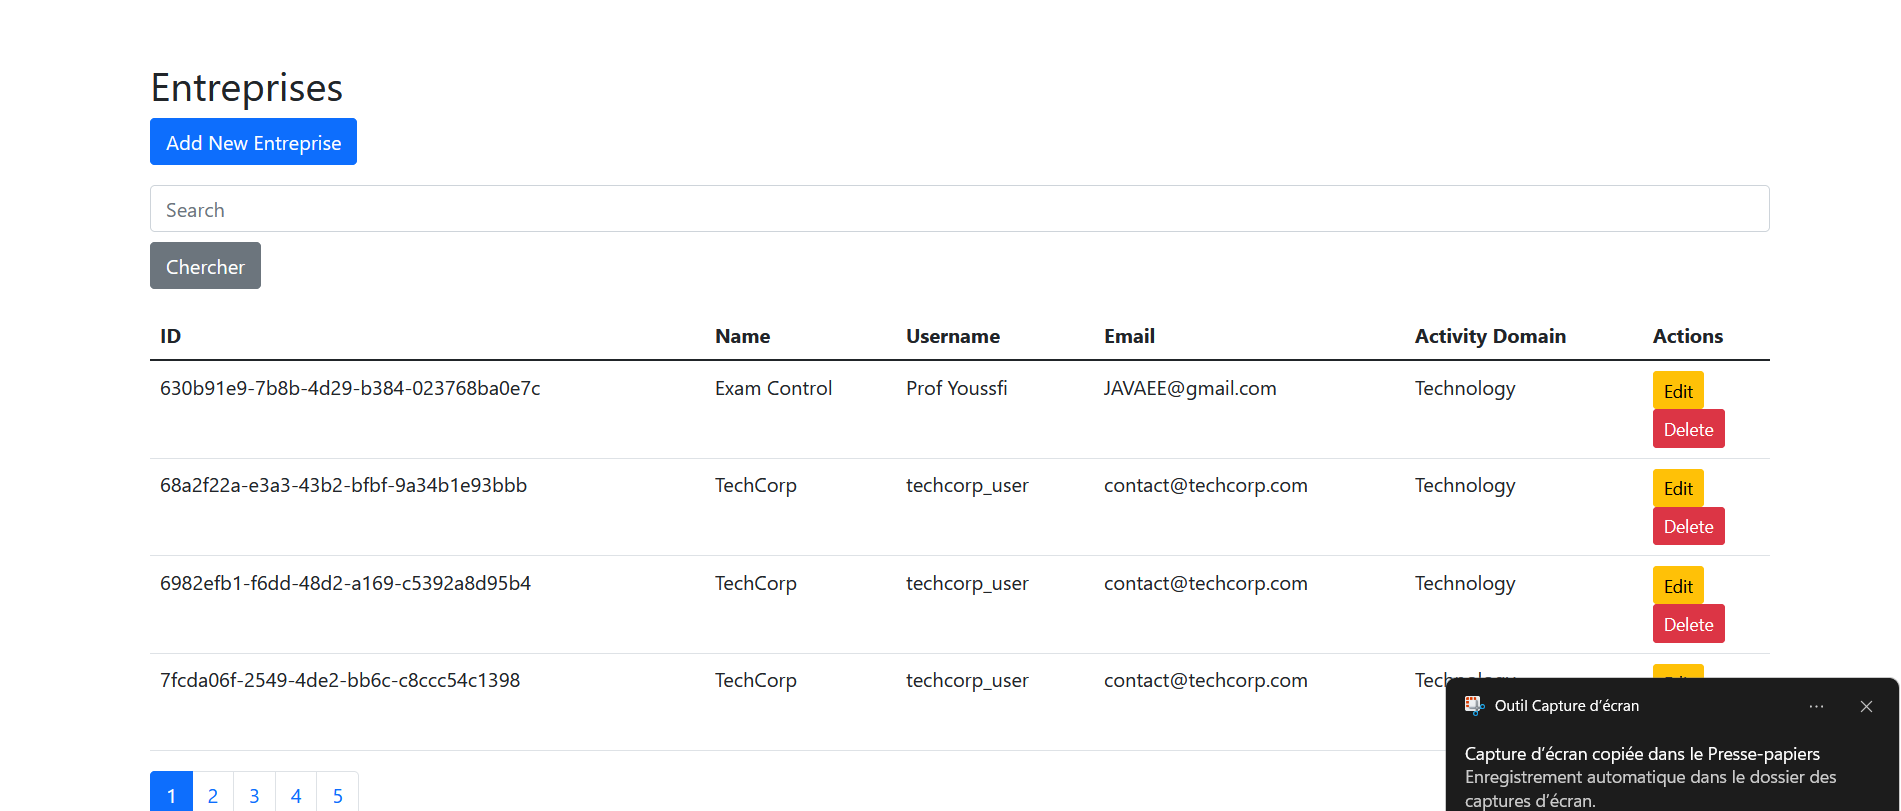 Entreprises
Add New Entreprise
Search
Chercher
ID Name Username Email Activity Domain Actions
630b91e9-7b8b-4d29-b384-023768ba0e7c Exam Control Prof Youssfi JAVAEE@gmail.com Technology Edit
Delete
68a2f22a-e3a3-43b2-bfbf-9a34b1e93bbb TechCorp techcorp_user contact@techcorp.com Technology Edit
Delete
6982efb1-f6dd-48d2-a169-c5392a8d95b4 TechCorp techcorp_user contact@techcorp.com Technology Edit
Delete
7fcda06f-2549-4de2-bb6c-c8ccc54c1398 TechCorp techcorp_user contact@techcorp.com Technology Edit
Outil Capture d'écran
Capture d'écran copiée dans le Presse-papiers
Enregistrement automatique dans le dossier des
captures d'écran.
1 2 3 4 5